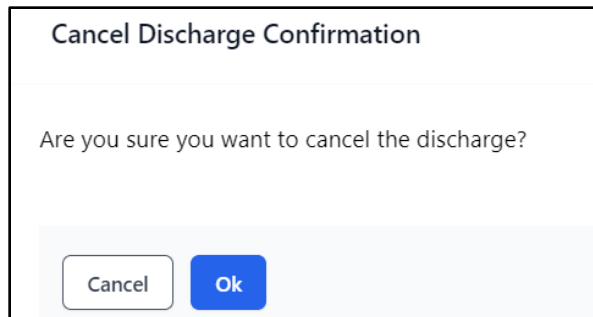 Cancel Discharge Confirmation
Are you sure you want to cancel the discharge?
Cancel Ok